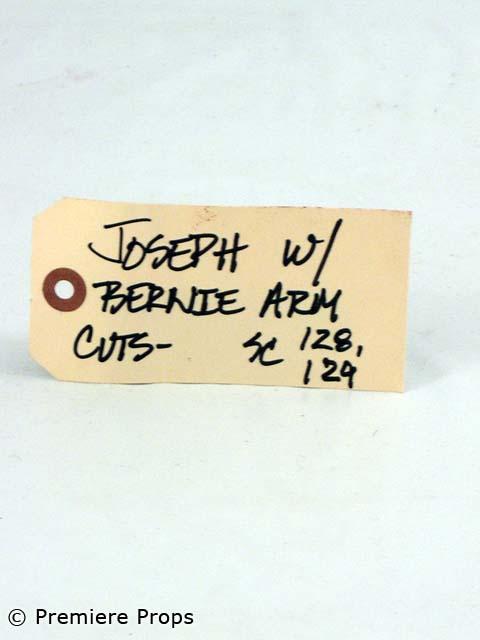 JOSEPH W/
BERNIE ARM
CUTS- SC 128,
129
© Premiere Props